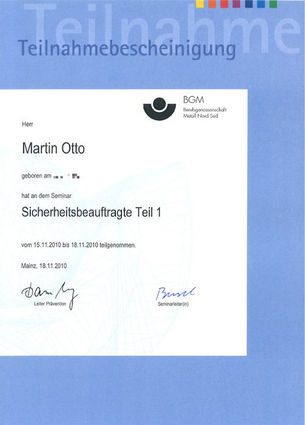 Teilnahme
Teilnahmebescheinigung
BGM
Berufsgenossenschaft
Metall Nord Süd
Herr
Martin Otto
geboren am
hat an dem Seminar
Sicherheitsbeauftragte Teil 1
vom 15.11.2010 bis 18.11.2010 teilgenommen.
Mainz, 18.11.2010
Leiter Prävention
Seminarleiter(in)